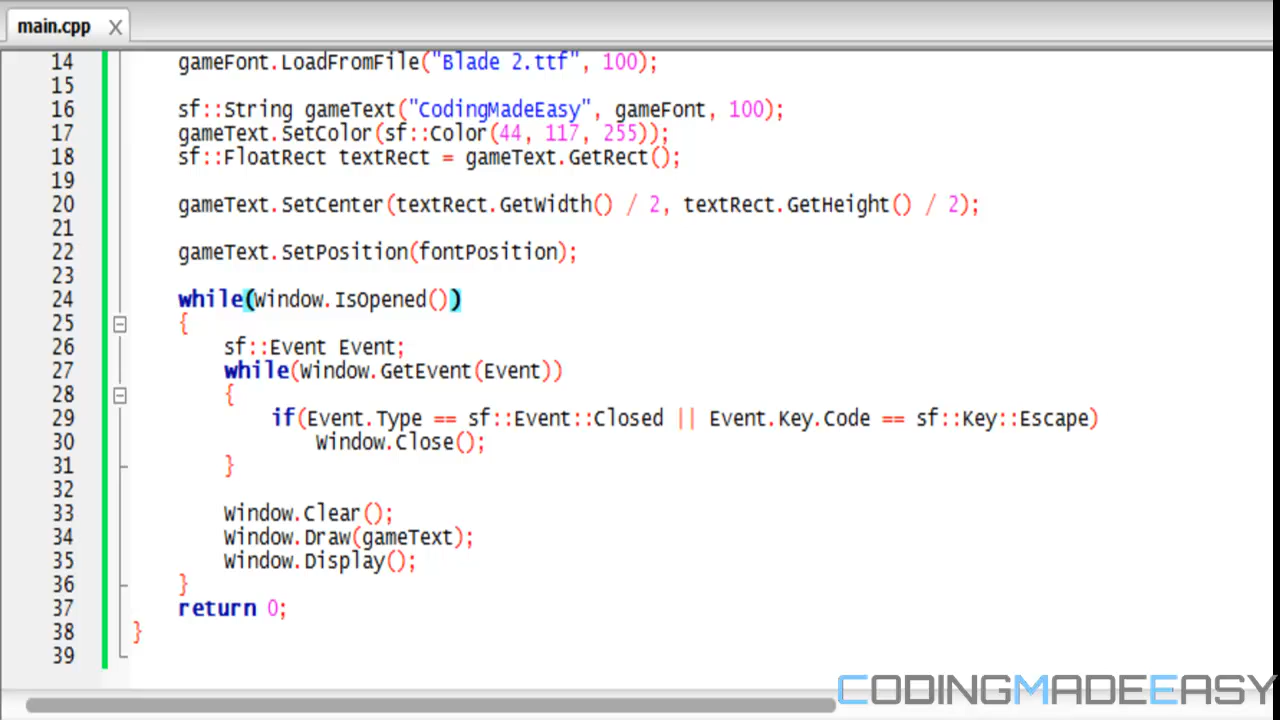 main.cpp
14 gameFont.LoadFromFile("Blade 2.ttf", 100);
15
16 sf::String gameText("CodingMadeEasy", gameFont, 100);
17 gameText.SetColor(sf::Color(44, 117, 255));
18 sf::FloatRect textRect = gameText.GetRect();
19
20 gameText.SetCenter(textRect.GetWidth() / 2, textRect.GetHeight() / 2);
21
22 gameText.SetPosition(fontPosition);
23
24 while(Window.IsOpened())
25 {
26 sf::Event Event;
27 while(Window.GetEvent(Event))
28 {
29 if(Event.Type == sf::Event::Closed || Event.Key.Code == sf::Key::Escape)
30 Window.Close();
31 }
32
33 Window.Clear();
34 Window.Draw(gameText);
35 Window.Display();
36 }
37 return 0;
38 }
39
CODINGMADEEASY